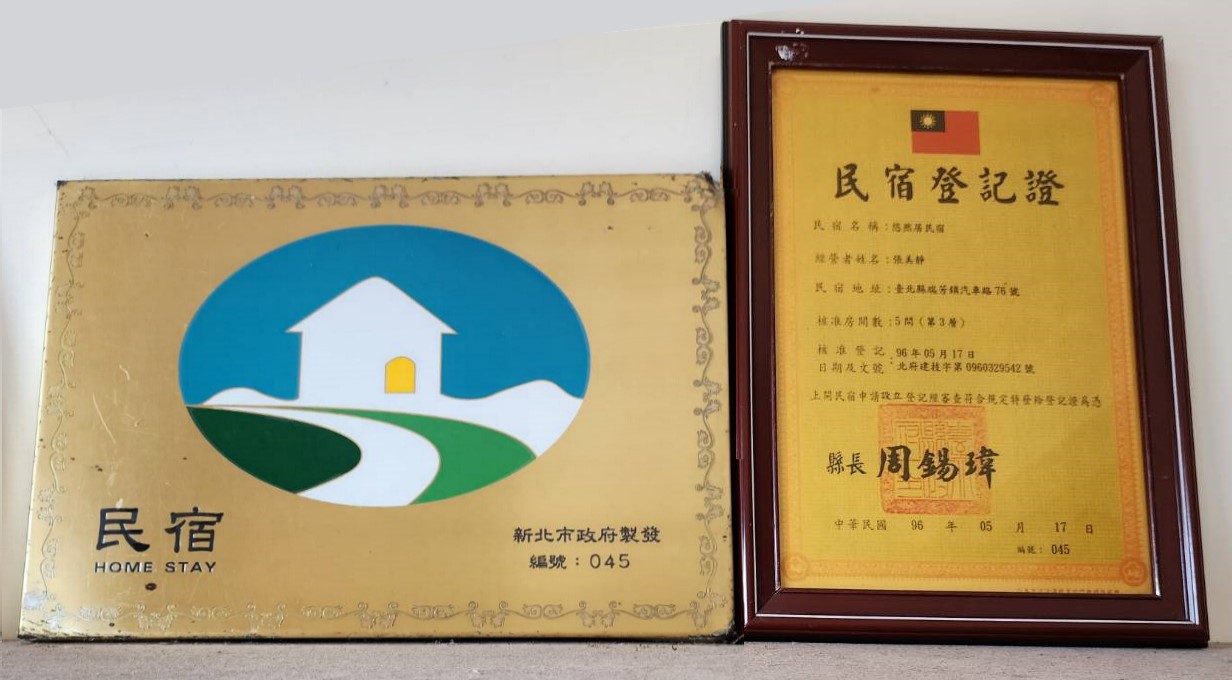 民宿
HOME STAY
新北市政府製發
編號：045
民宿登記證
民宿名稱：悠然居民宿
經營者姓名：張美靜
民宿地址：臺北縣瑞芳鎮汽車路76號
核准房間數：5間（第3層）
核准登記日期及文號：96年05月17日
北府建技字第0960329542號
上開民宿申請設立登記經審查符合規定特發給登記證為憑
縣長 周錫瑋
中華民國 96 年 05 月 17 日
編號：045